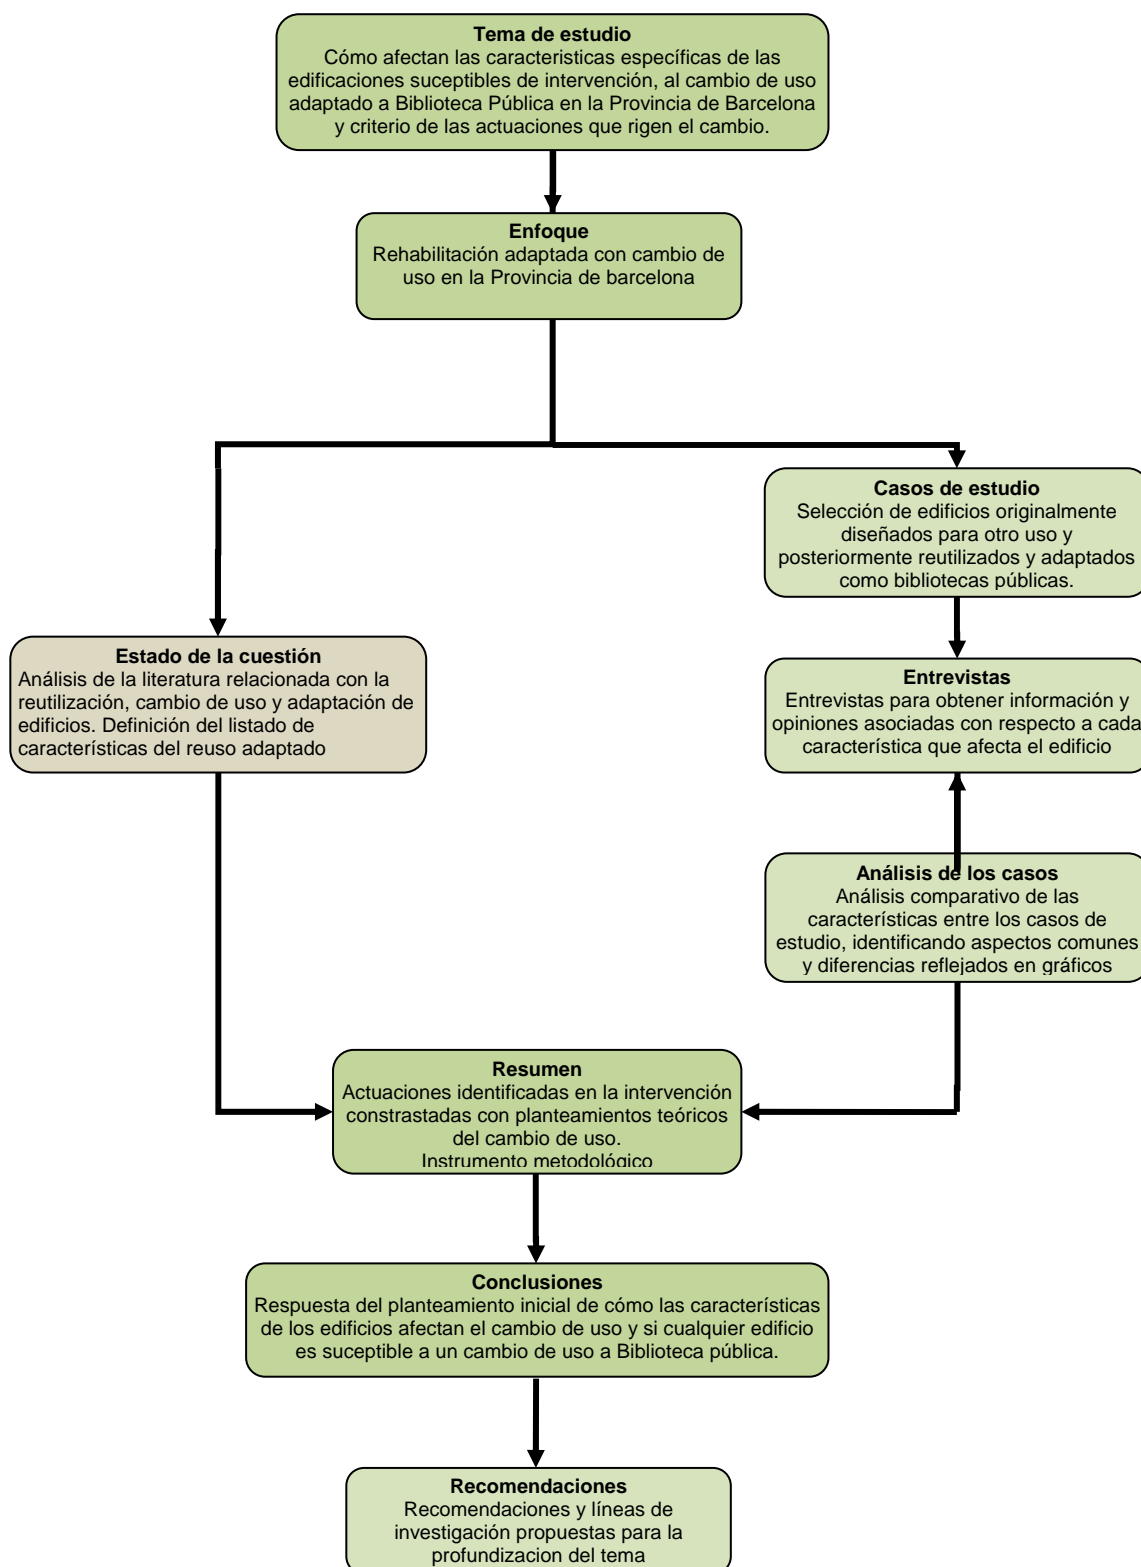 Tema de estudio
Cómo afectan las caracteristicas específicas de las
edificaciones suceptibles de intervención, al cambio de uso
adaptado a Biblioteca Pública en la Provincia de Barcelona
y criterio de las actuaciones que rigen el cambio.
Enfoque
Rehabilitación adaptada con cambio de
uso en la Provincia de barcelona
Casos de estudio
Selección de edificios originalmente
diseñados para otro uso y
posteriormente reutilizados y adaptados
como bibliotecas públicas.
Estado de la cuestión
Análisis de la literatura relacionada con la
reutilización, cambio de uso y adaptación de
edificios. Definición del listado de
características del reuso adaptado
Entrevistas
Entrevistas para obtener información y
opiniones asociadas con respecto a cada
característica que afecta el edificio
Análisis de los casos
Análisis comparativo de las
características entre los casos de
estudio, identificando aspectos comunes
y diferencias reflejados en gráficos
Resumen
Actuaciones identificadas en la intervención
constrastadas con planteamientos teóricos
del cambio de uso.
Instrumento metodológico
Conclusiones
Respuesta del planteamiento inicial de cómo las características
de los edificios afectan el cambio de uso y si cualquier edificio
es suceptible a un cambio de uso a Biblioteca pública.
Recomendaciones
Recomendaciones y líneas de
investigación propuestas para la
profundizacion del tema